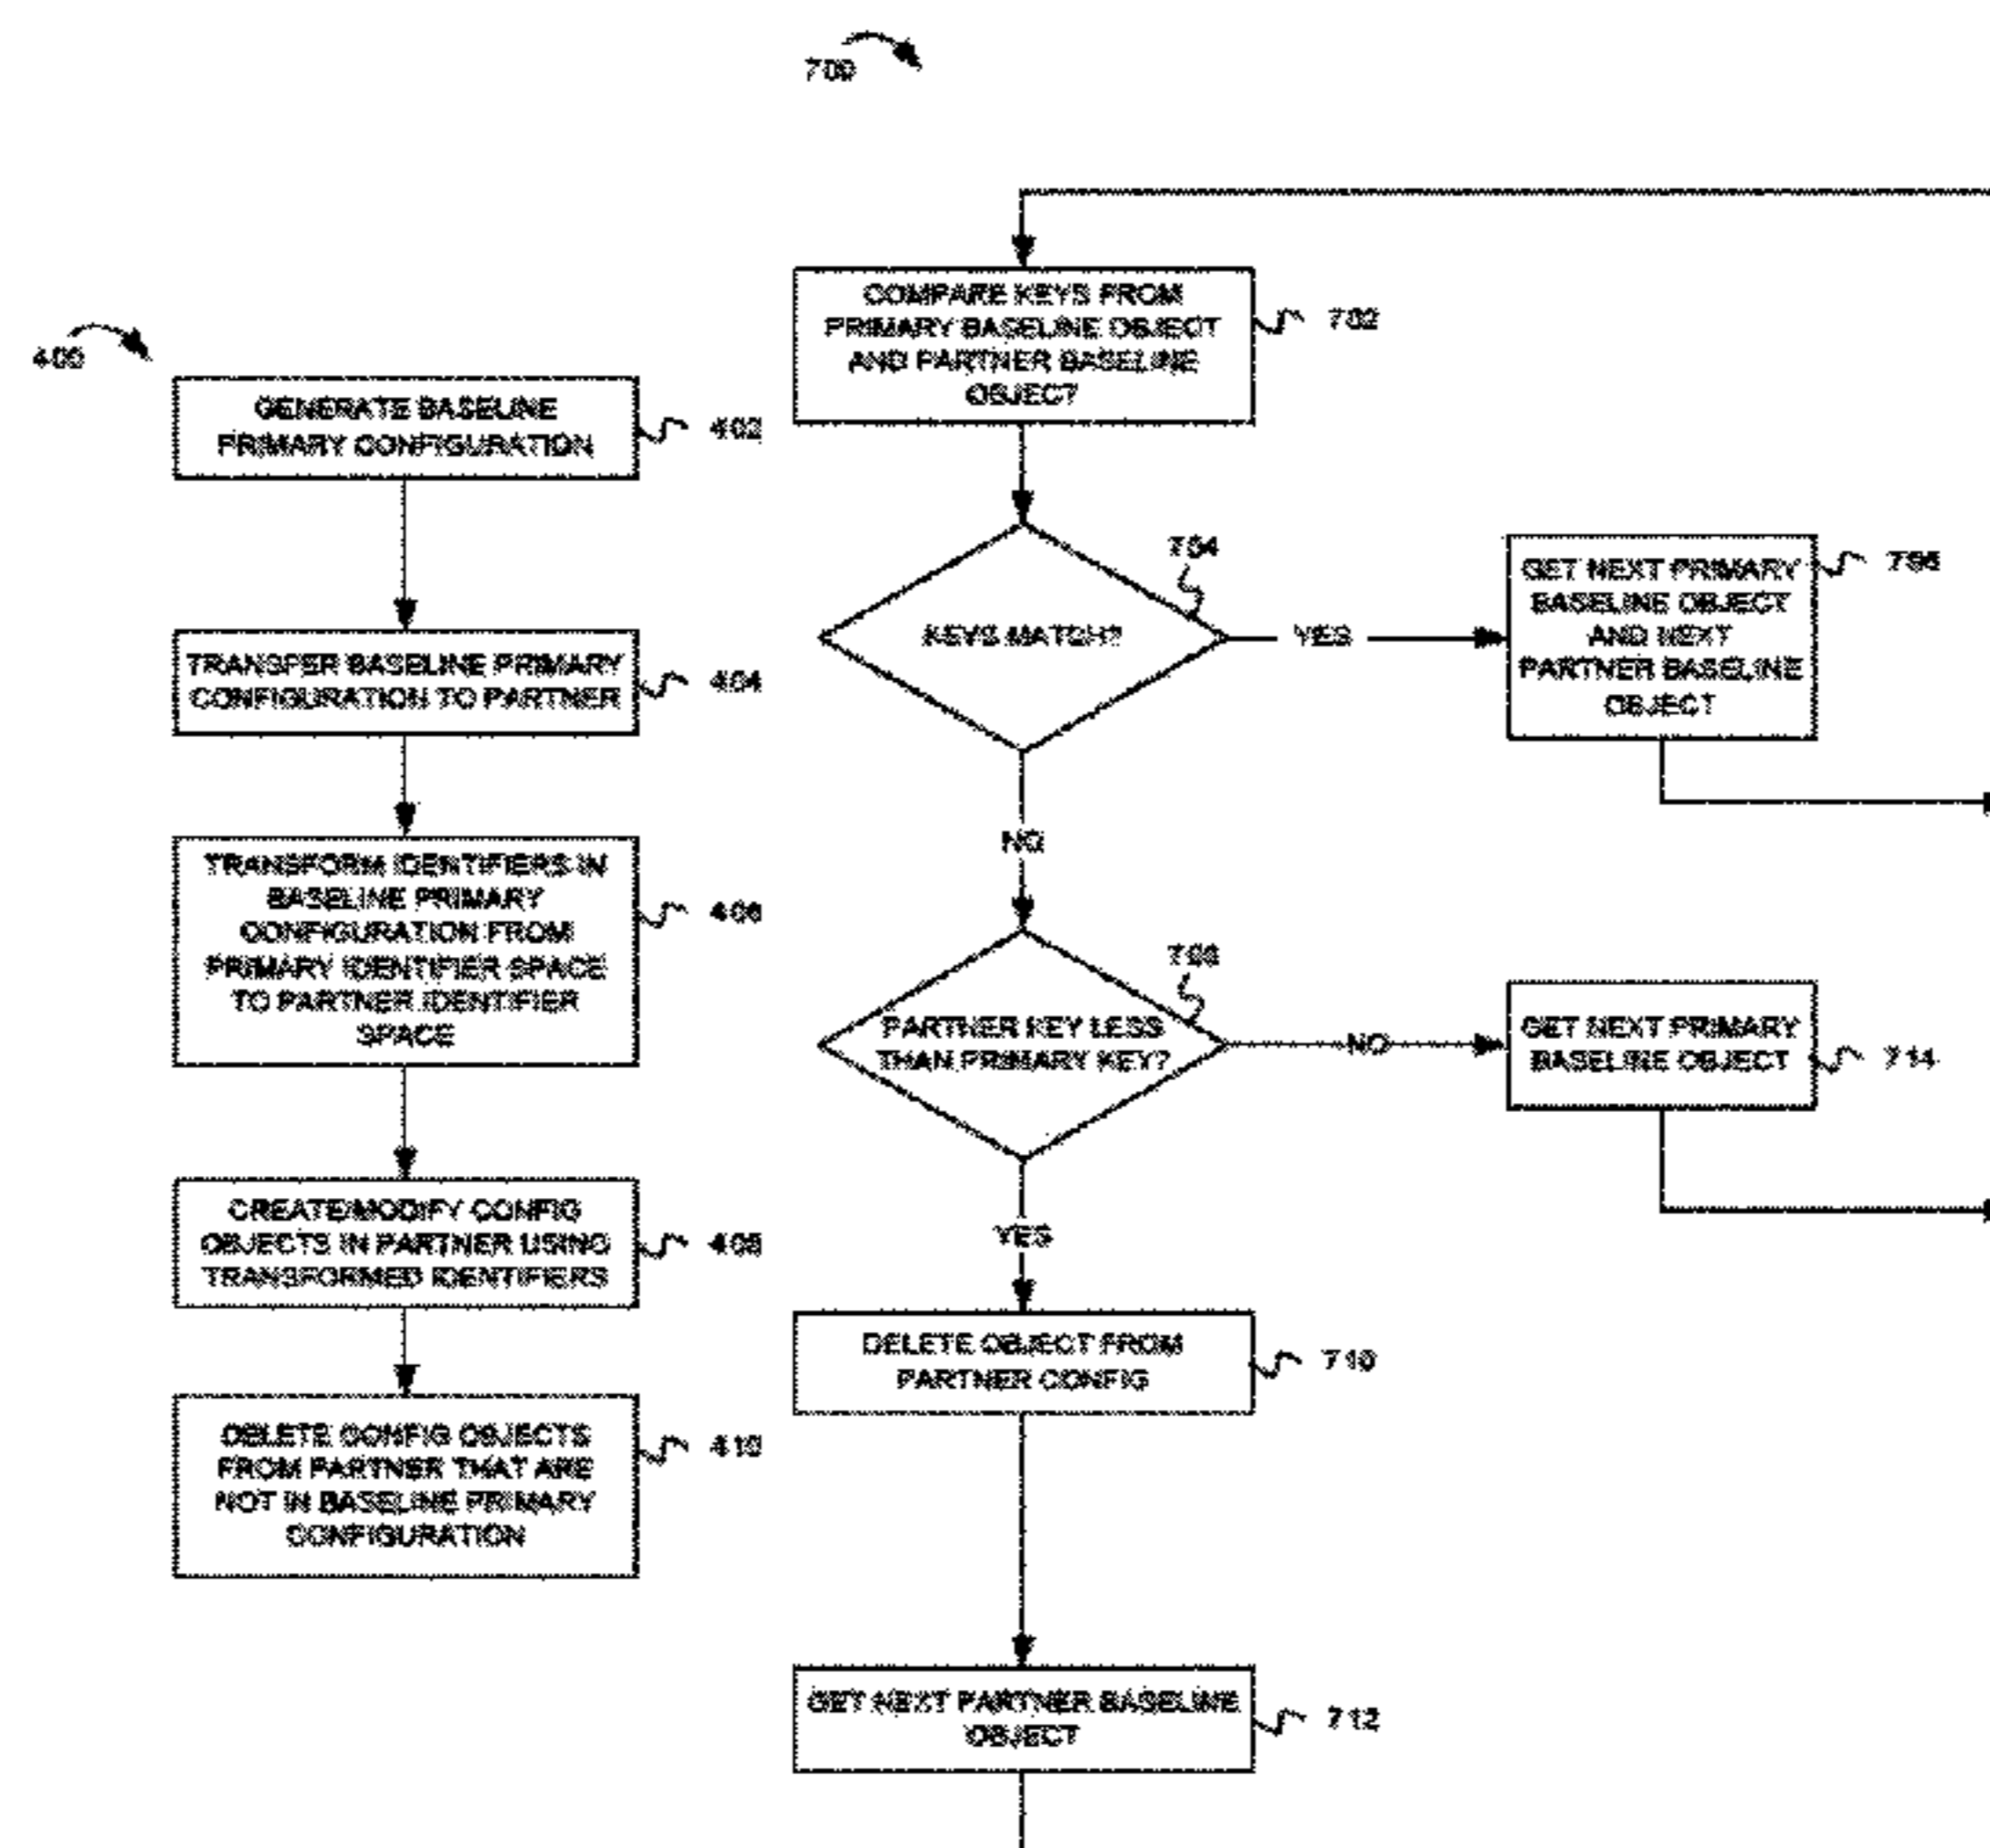 700
400
GENERATE BASELINE
PRIMARY CONFIGURATION
402
TRANSFER BASELINE PRIMARY
CONFIGURATION TO PARTNER
404
TRANSFORM IDENTIFIERS IN
BASELINE PRIMARY
CONFIGURATION FROM
PRIMARY IDENTIFIER SPACE
TO PARTNER IDENTIFIER
SPACE
406
CREATE/MODIFY CONFIG
OBJECTS IN PARTNER USING
TRANSFORMED IDENTIFIERS
408
DELETE CONFIG OBJECTS
FROM PARTNER THAT ARE
NOT IN BASELINE PRIMARY
CONFIGURATION
410
COMPARE KEYS FROM
PRIMARY BASELINE OBJECT
AND PARTNER BASELINE
OBJECT
702
KEYS MATCH?
704
YES
GET NEXT PRIMARY
BASELINE OBJECT
AND NEXT
PARTNER BASELINE
OBJECT
706
NO
PARTNER KEY LESS
THAN PRIMARY KEY?
708
NO
GET NEXT PRIMARY
BASELINE OBJECT
714
YES
DELETE OBJECT FROM
PARTNER CONFIG
710
GET NEXT PARTNER BASELINE
OBJECT
712